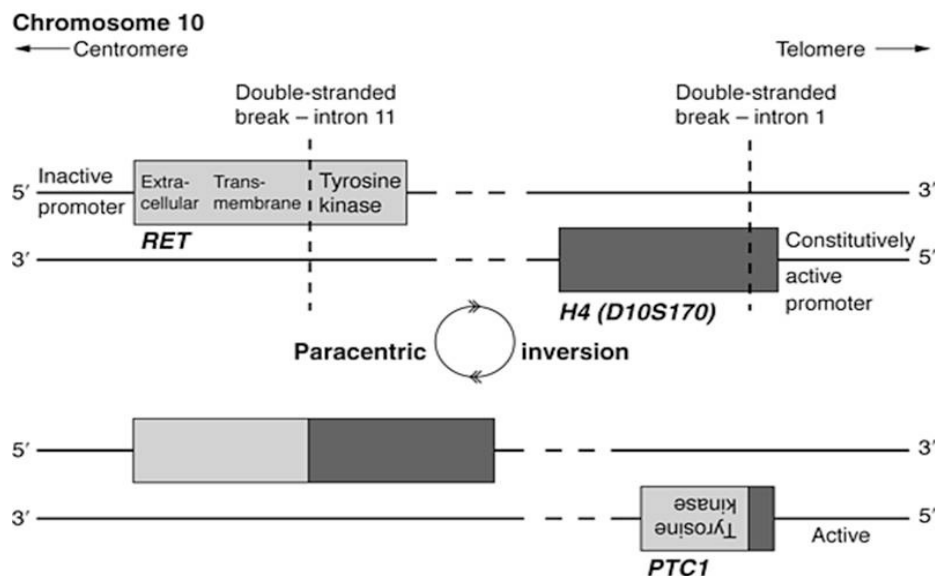 Chromosome 10
Centromere
Telomere
Double-stranded
break – intron 11
Double-stranded
break – intron 1
5′
Inactive
promoter
Extra-
cellular
Trans-
membrane
Tyrosine
kinase
3′
RET
3′
Constitutively
active
promoter
5′
H4 (D10S170)
Paracentric
inversion
5′
3′
3′
Tyrosine
kinase
Active
5′
PTC1